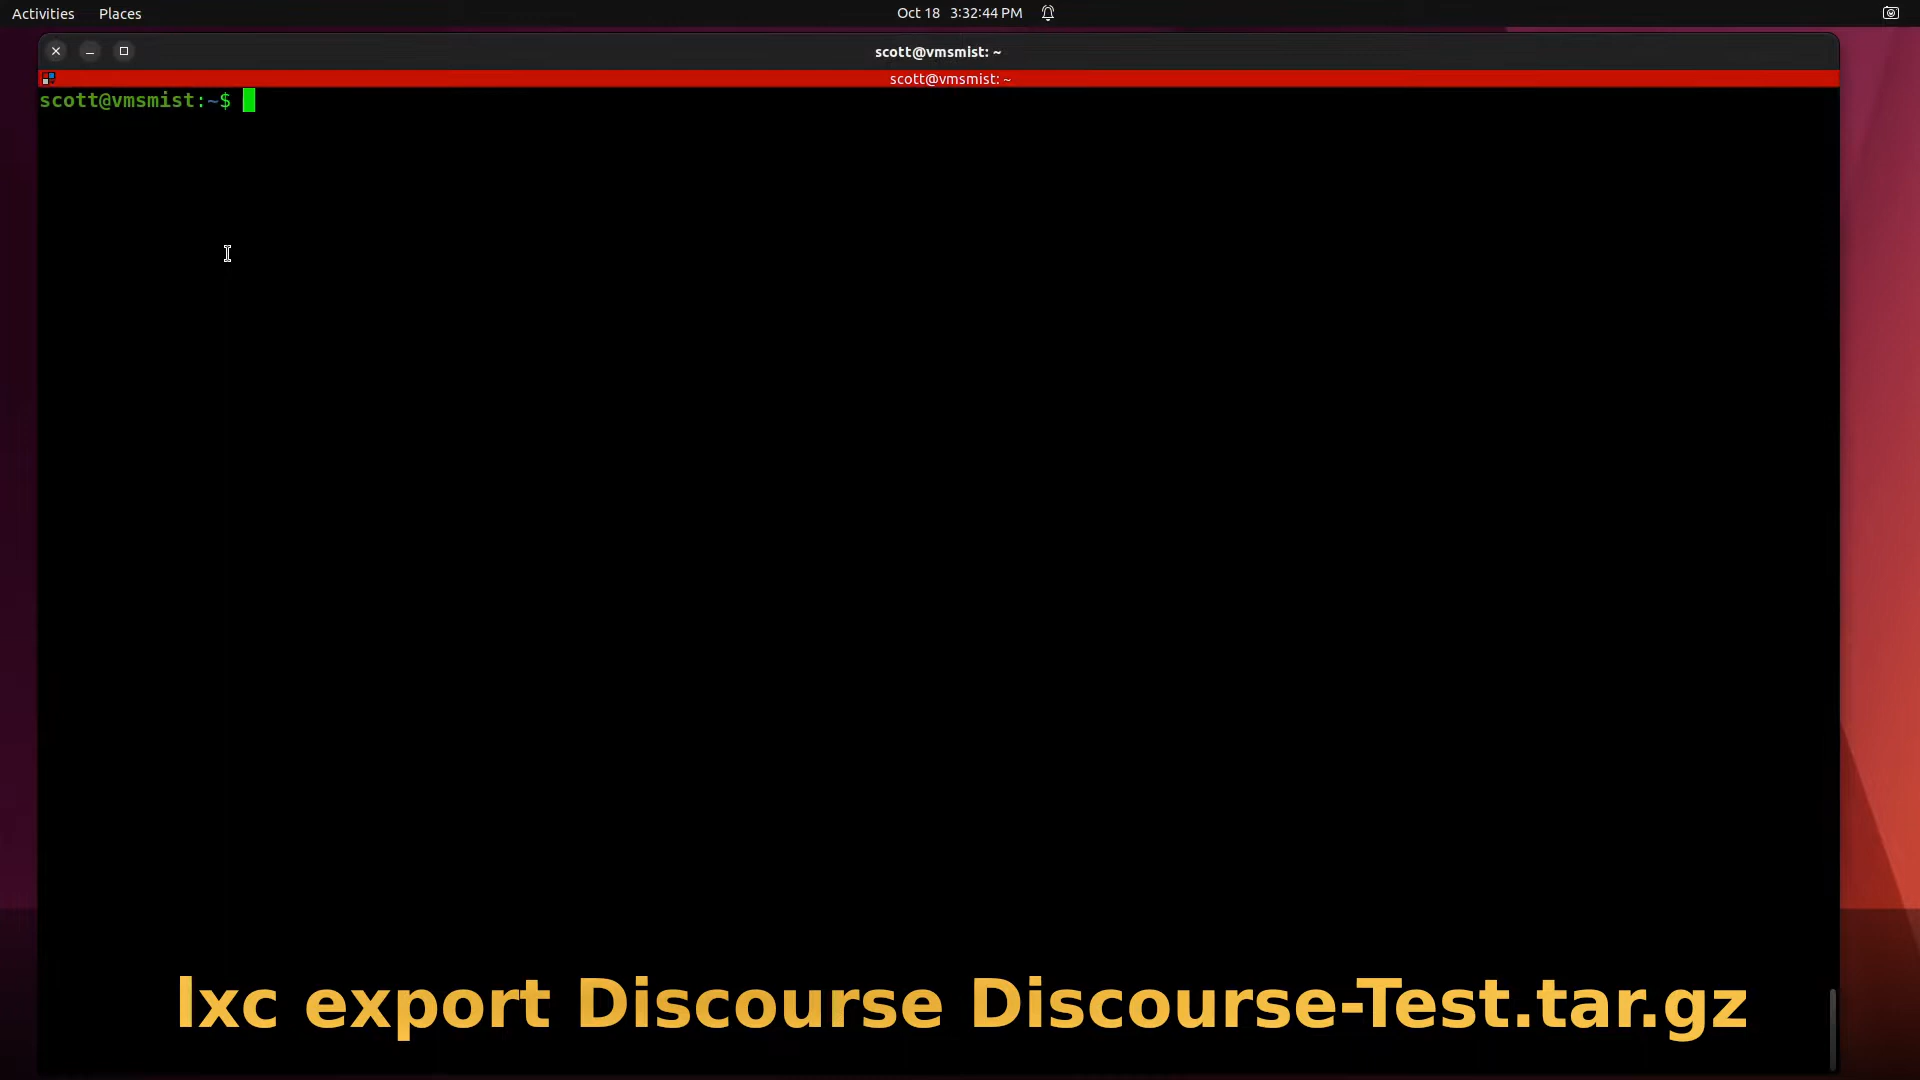 Activities Places Oct 18 3:32:44 PM
scott@vmsmist: ~
scott@vmsmist: ~
scott@vmsmist:~$
lxc export Discourse Discourse-Test.tar.gz